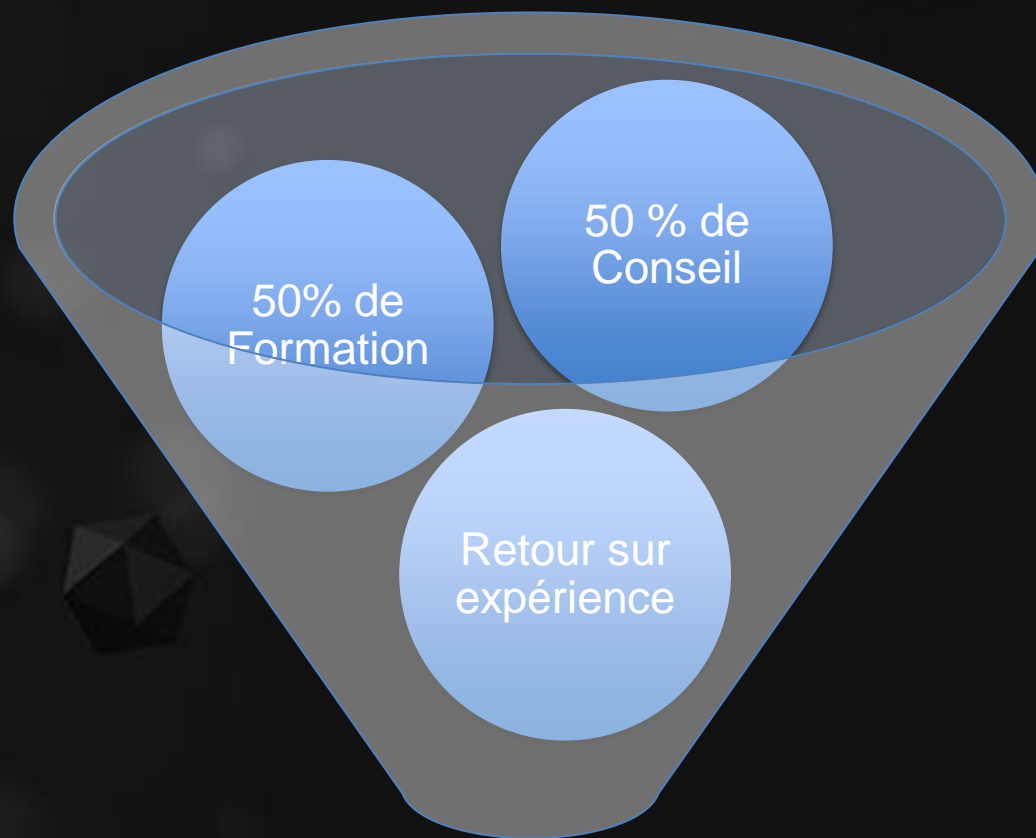 50% de
Formation
50 % de
Conseil
Retour sur
expérience